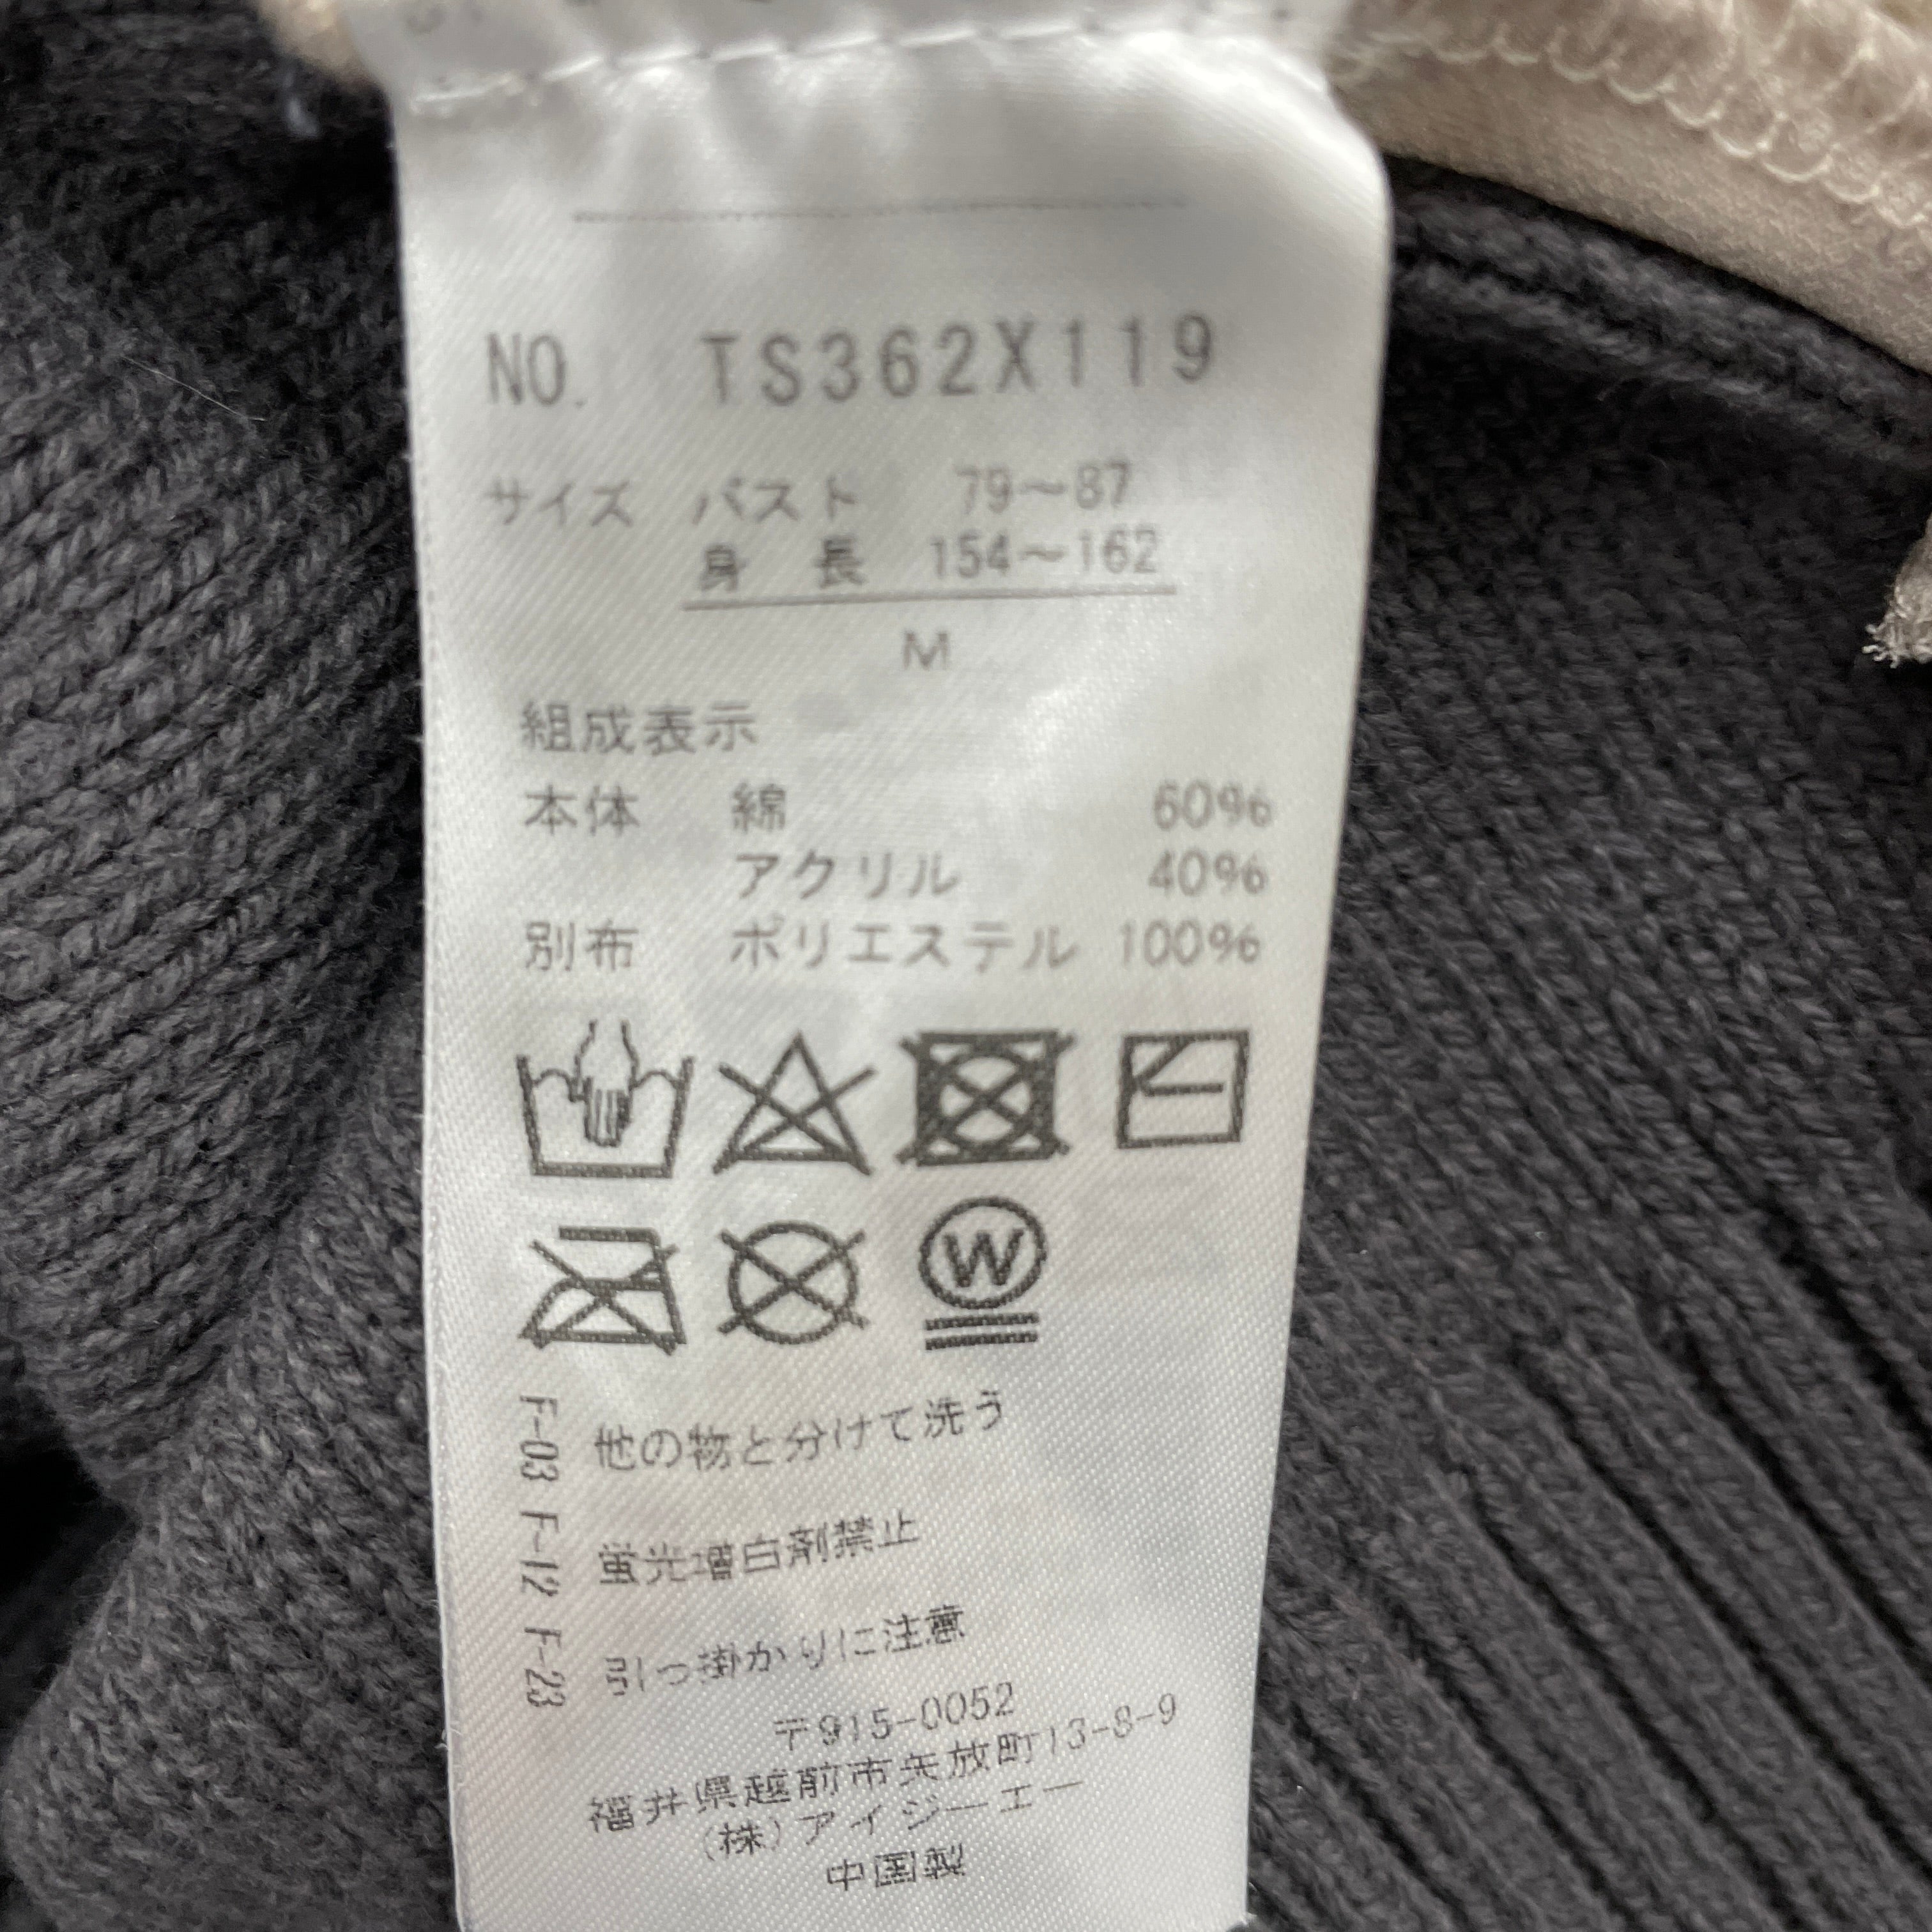 NO. TS362X119
サイズ バスト 79～87
身 長 154～162
M
組成表示
本体 綿 60%
アクリル 40%
別布 ポリエステル 100%
W
F-03 F-12 F-23
他の物と分けて洗う
蛍光増白剤禁止
引っ掛かりに注意
〒915-0052
福井県越前市矢放町13-8-9
(株)アイジーエー
中国製